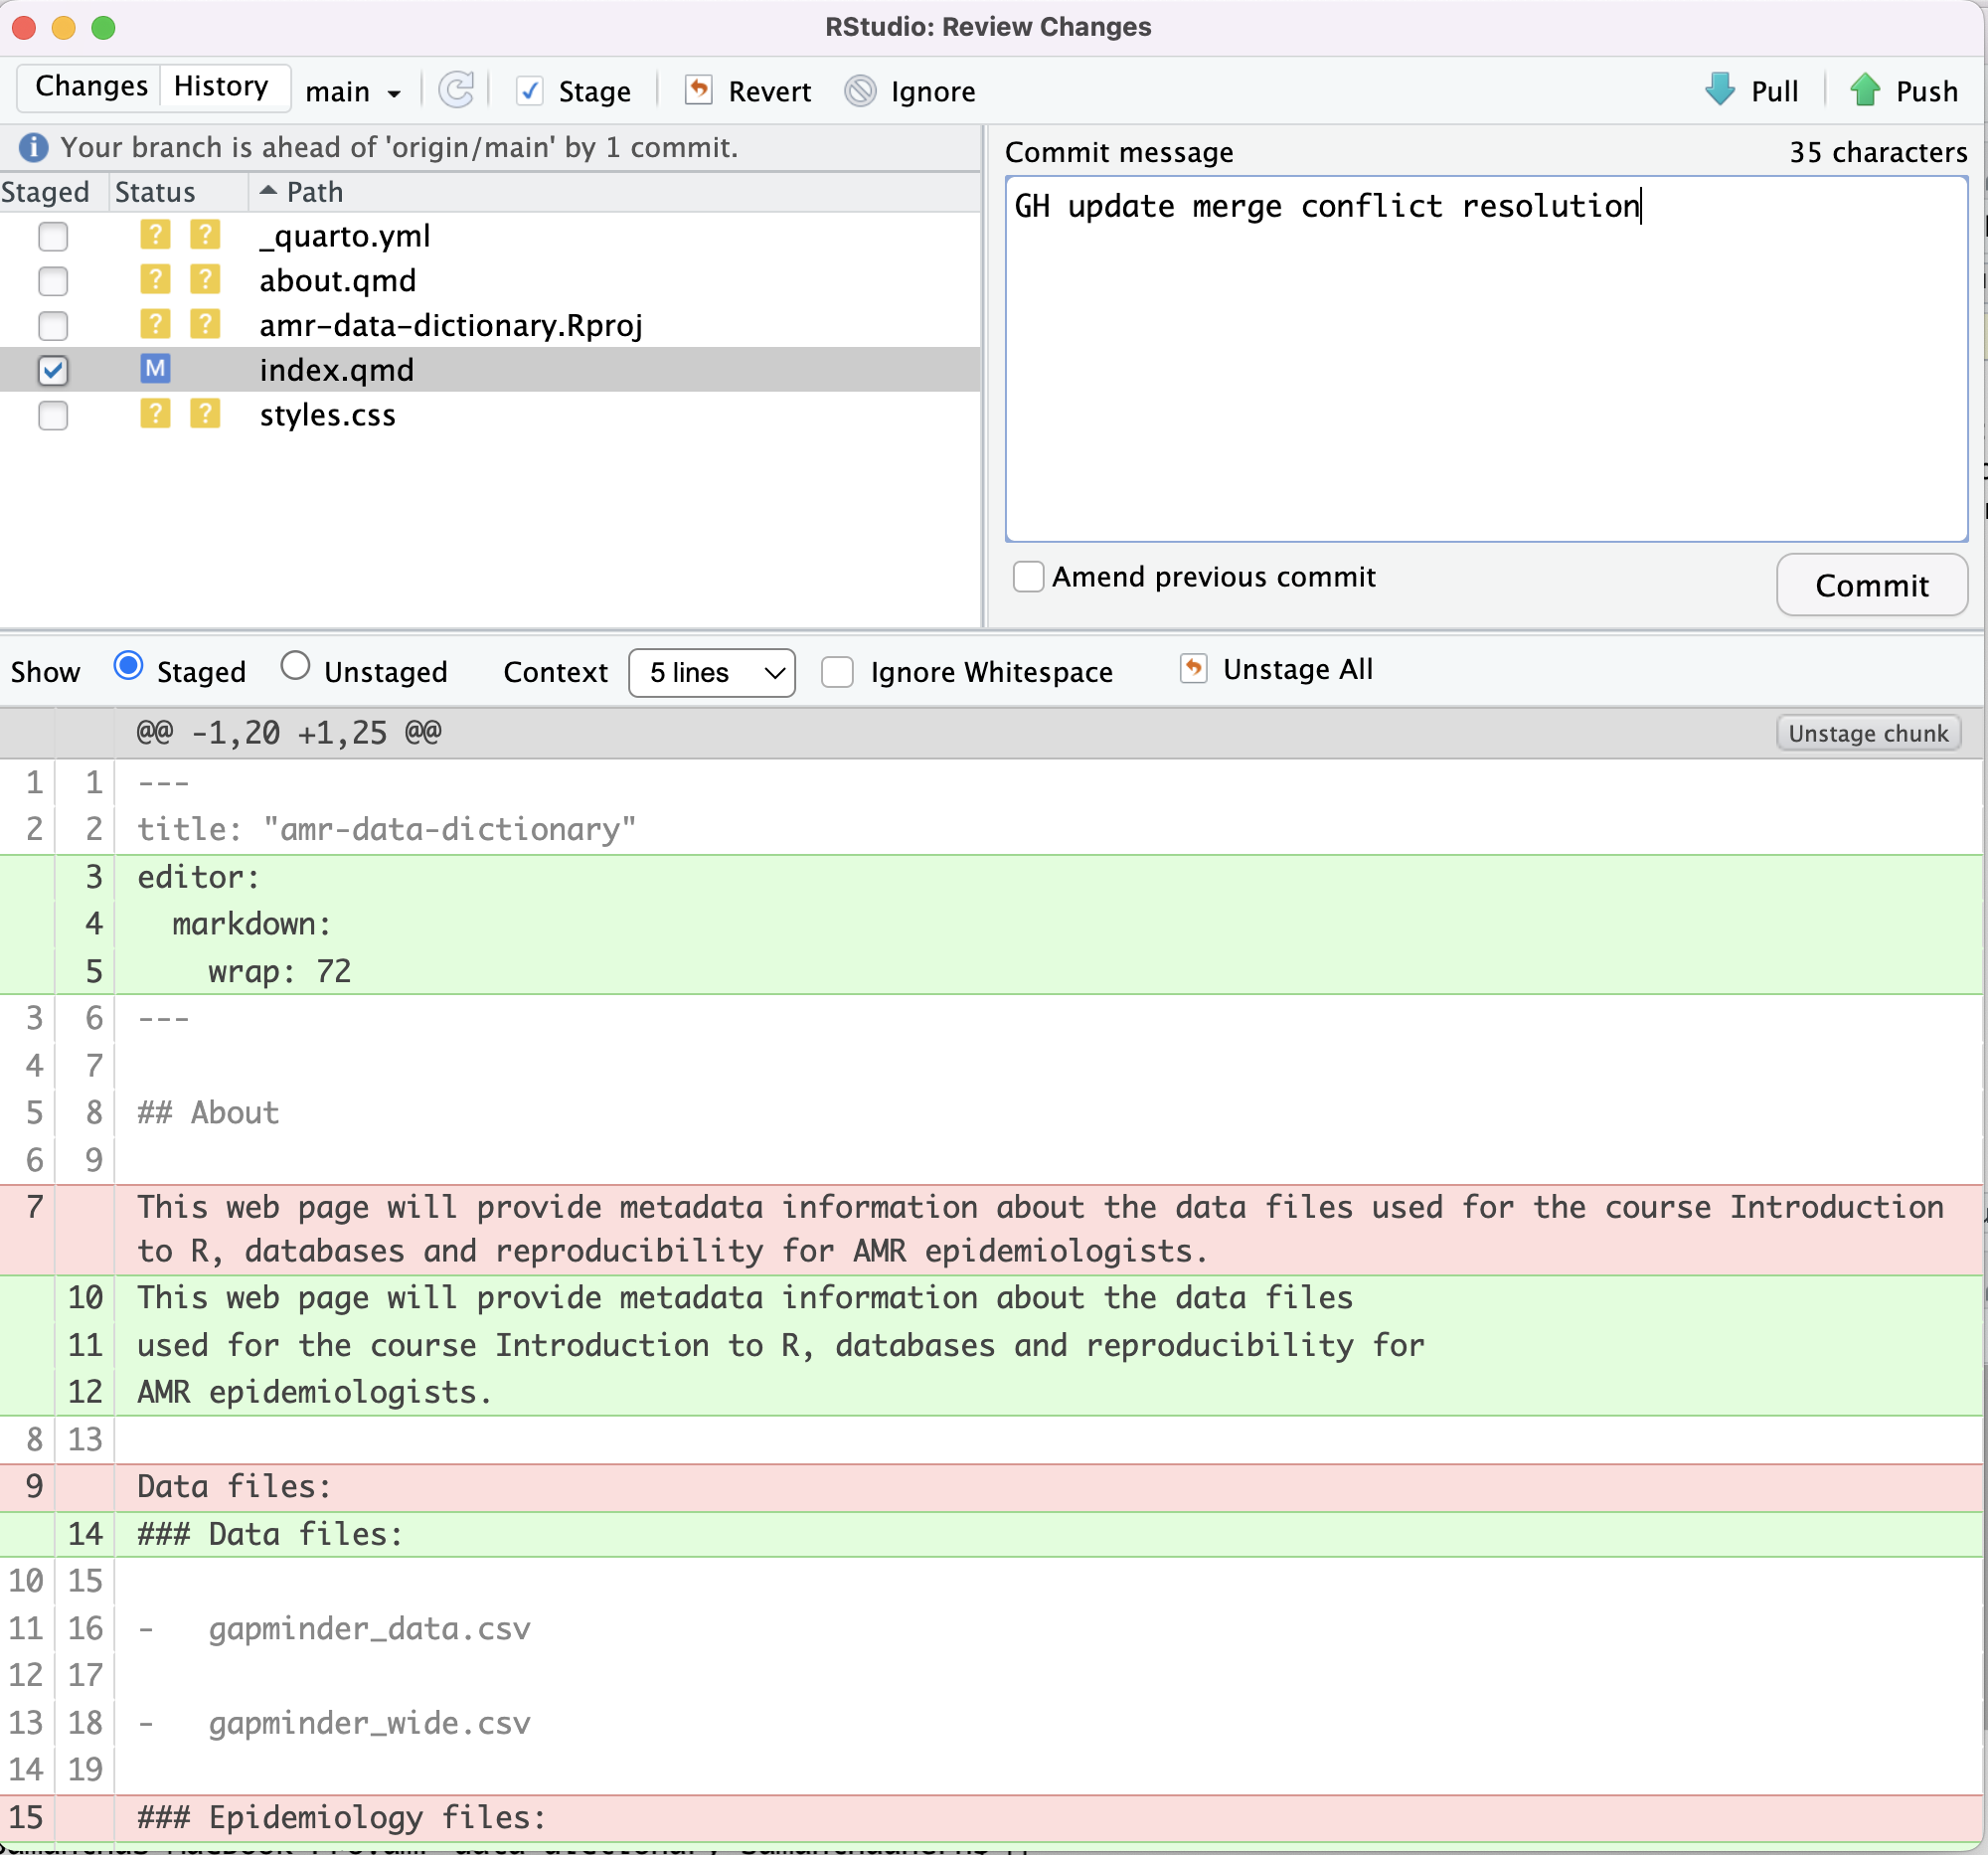 RStudio: Review Changes
Changes History main Stage Revert Ignore Pull Push
Your branch is ahead of 'origin/main' by 1 commit.
Staged Status Path
? ? _quarto.yml
? ? about.qmd
? ? amr-data-dictionary.Rproj
M index.qmd
? ? styles.css
Commit message 35 characters
GH update merge conflict resolution
Amend previous commit Commit
Show Staged Unstaged Context 5 lines Ignore Whitespace Unstage All
@@ -1,20 +1,25 @@ Unstage chunk
1 1 ---
2 2 title: "amr-data-dictionary"
3 editor:
4 markdown:
5 wrap: 72
3 6 ---
4 7
5 8 ## About
6 9
7 This web page will provide metadata information about the data files used for the course Introduction
to R, databases and reproducibility for AMR epidemiologists.
10 This web page will provide metadata information about the data files
11 used for the course Introduction to R, databases and reproducibility for
12 AMR epidemiologists.
8 13
9 Data files:
14 ### Data files:
10 15
11 16 - gapminder_data.csv
12 17
13 18 - gapminder_wide.csv
14 19
15 ### Epidemiology files: